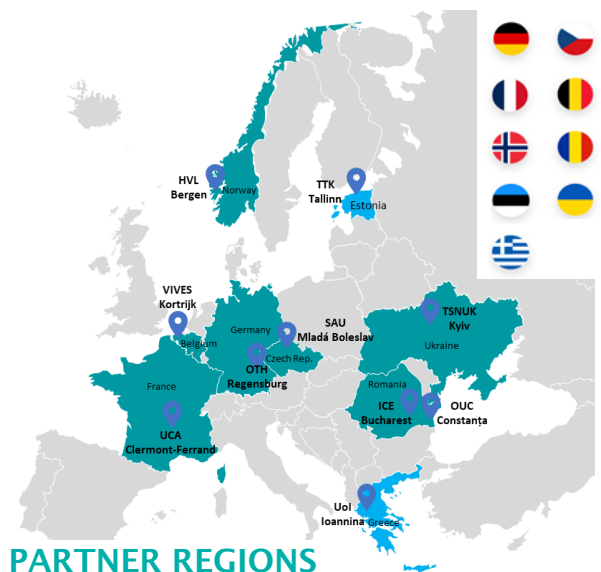 HVL
Bergen
Norway
TTK
Tallinn
Estonia
VIVES
Kortrijk
Belgium
Germany
SAU
Mladá Boleslav
Czech Rep.
OTH
Regensburg
TSNUK
Kyiv
Ukraine
France
UCA
Clermont-Ferrand
Romania
ICE
Bucharest
OUC
Constanța
UoI
Ioannina
Greece
PARTNER REGIONS